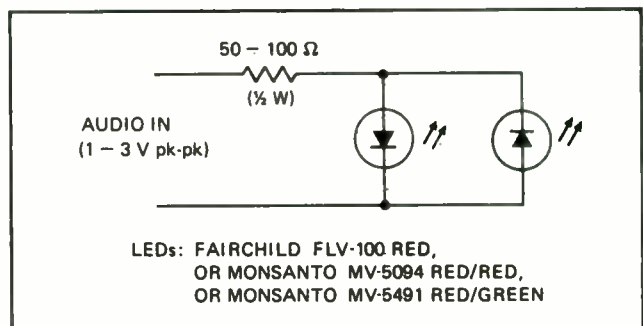 50 – 100 Ω
(½ W)
AUDIO IN
(1 – 3 V pk-pk)
LEDs: FAIRCHILD FLV-100 RED,
OR MONSANTO MV-5094 RED/RED,
OR MONSANTO MV-5491 RED/GREEN